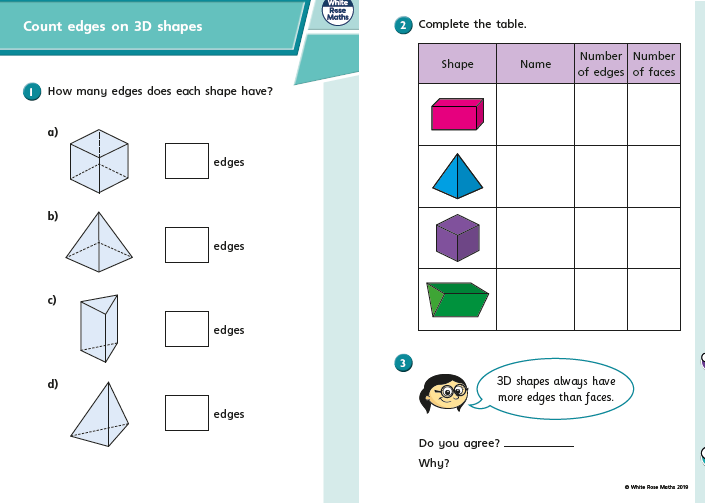 Count edges on 3D shapes
White
Rose
Maths
1 How many edges does each shape have?
a)
edges
b)
edges
c)
edges
d)
edges
2 Complete the table.
Shape Name Number of edges Number of faces
3
3D shapes always have
more edges than faces.
Do you agree?
Why?
© White Rose Maths 2019